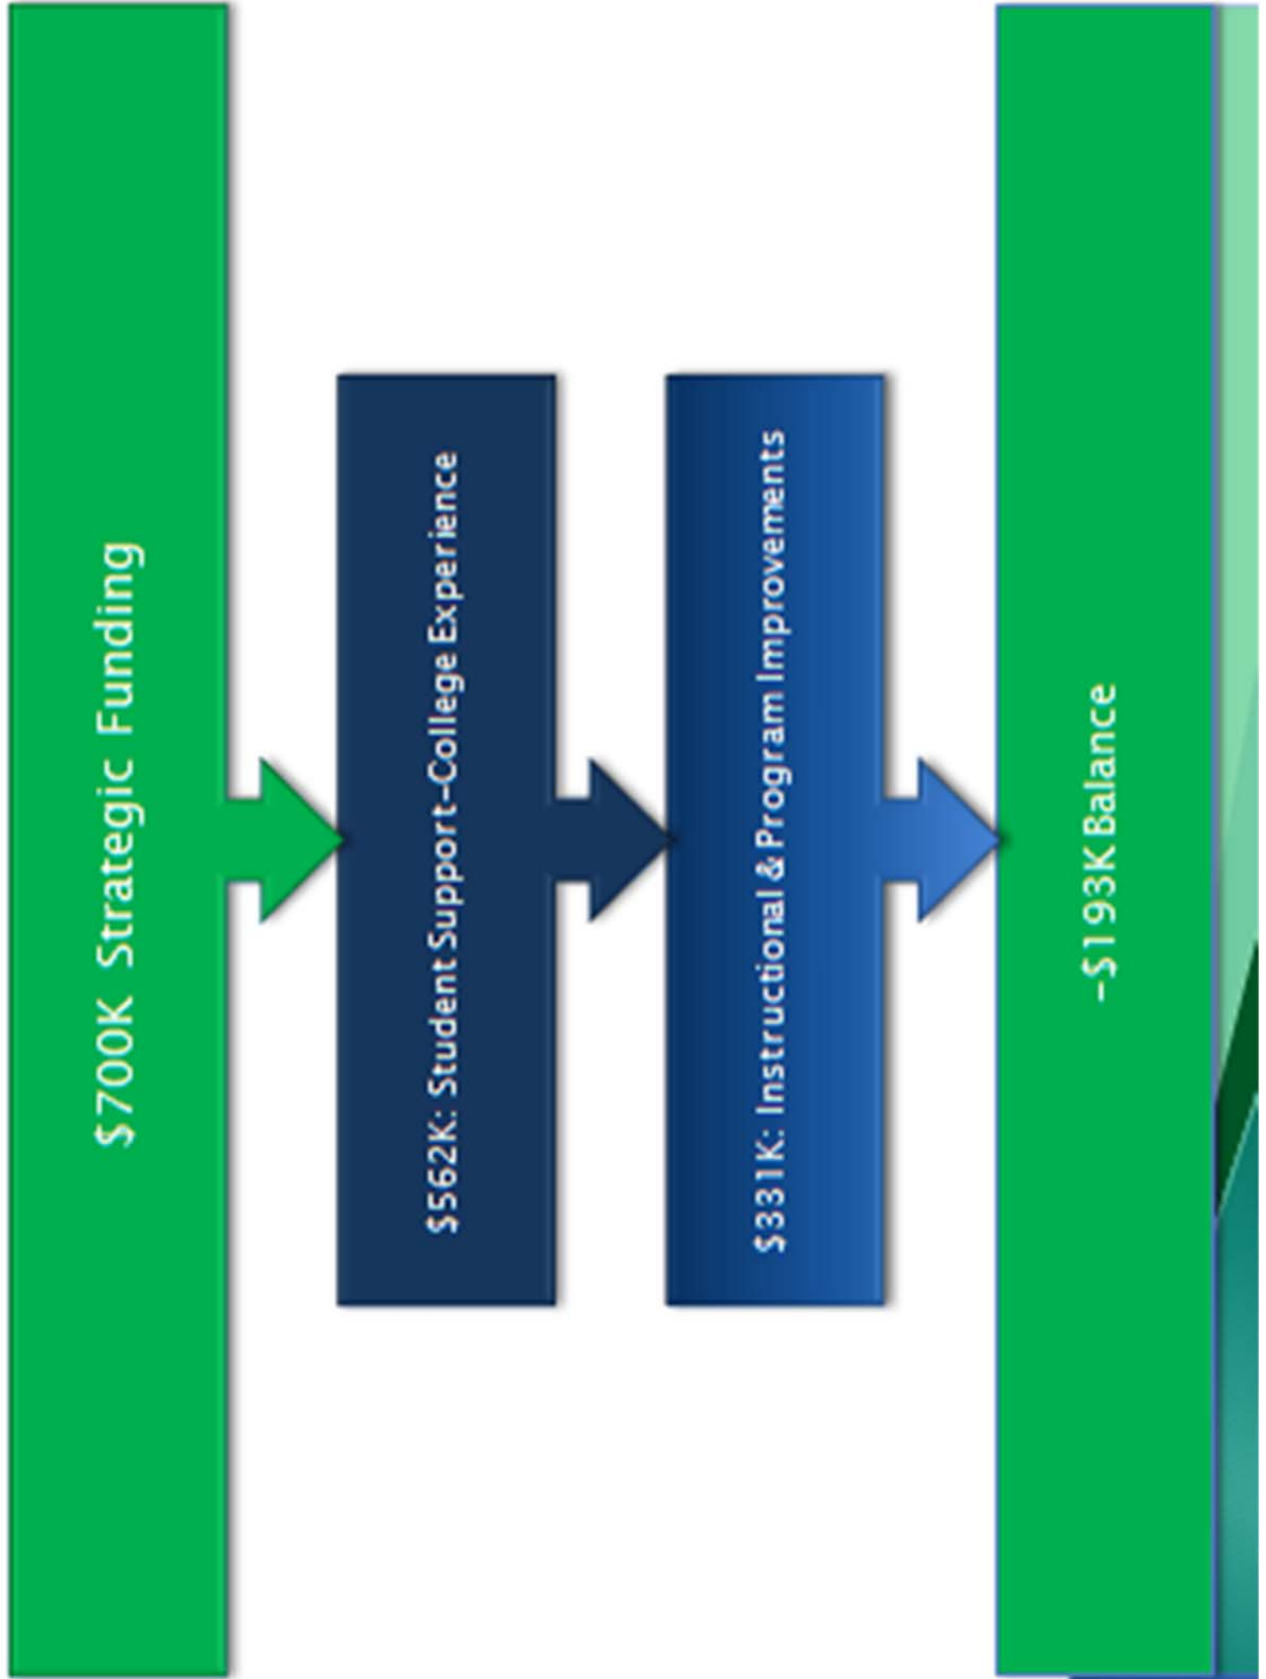 $700K Strategic Funding
$562K: Student Support–College Experience
$331K: Instructional & Program Improvements
–$193K Balance